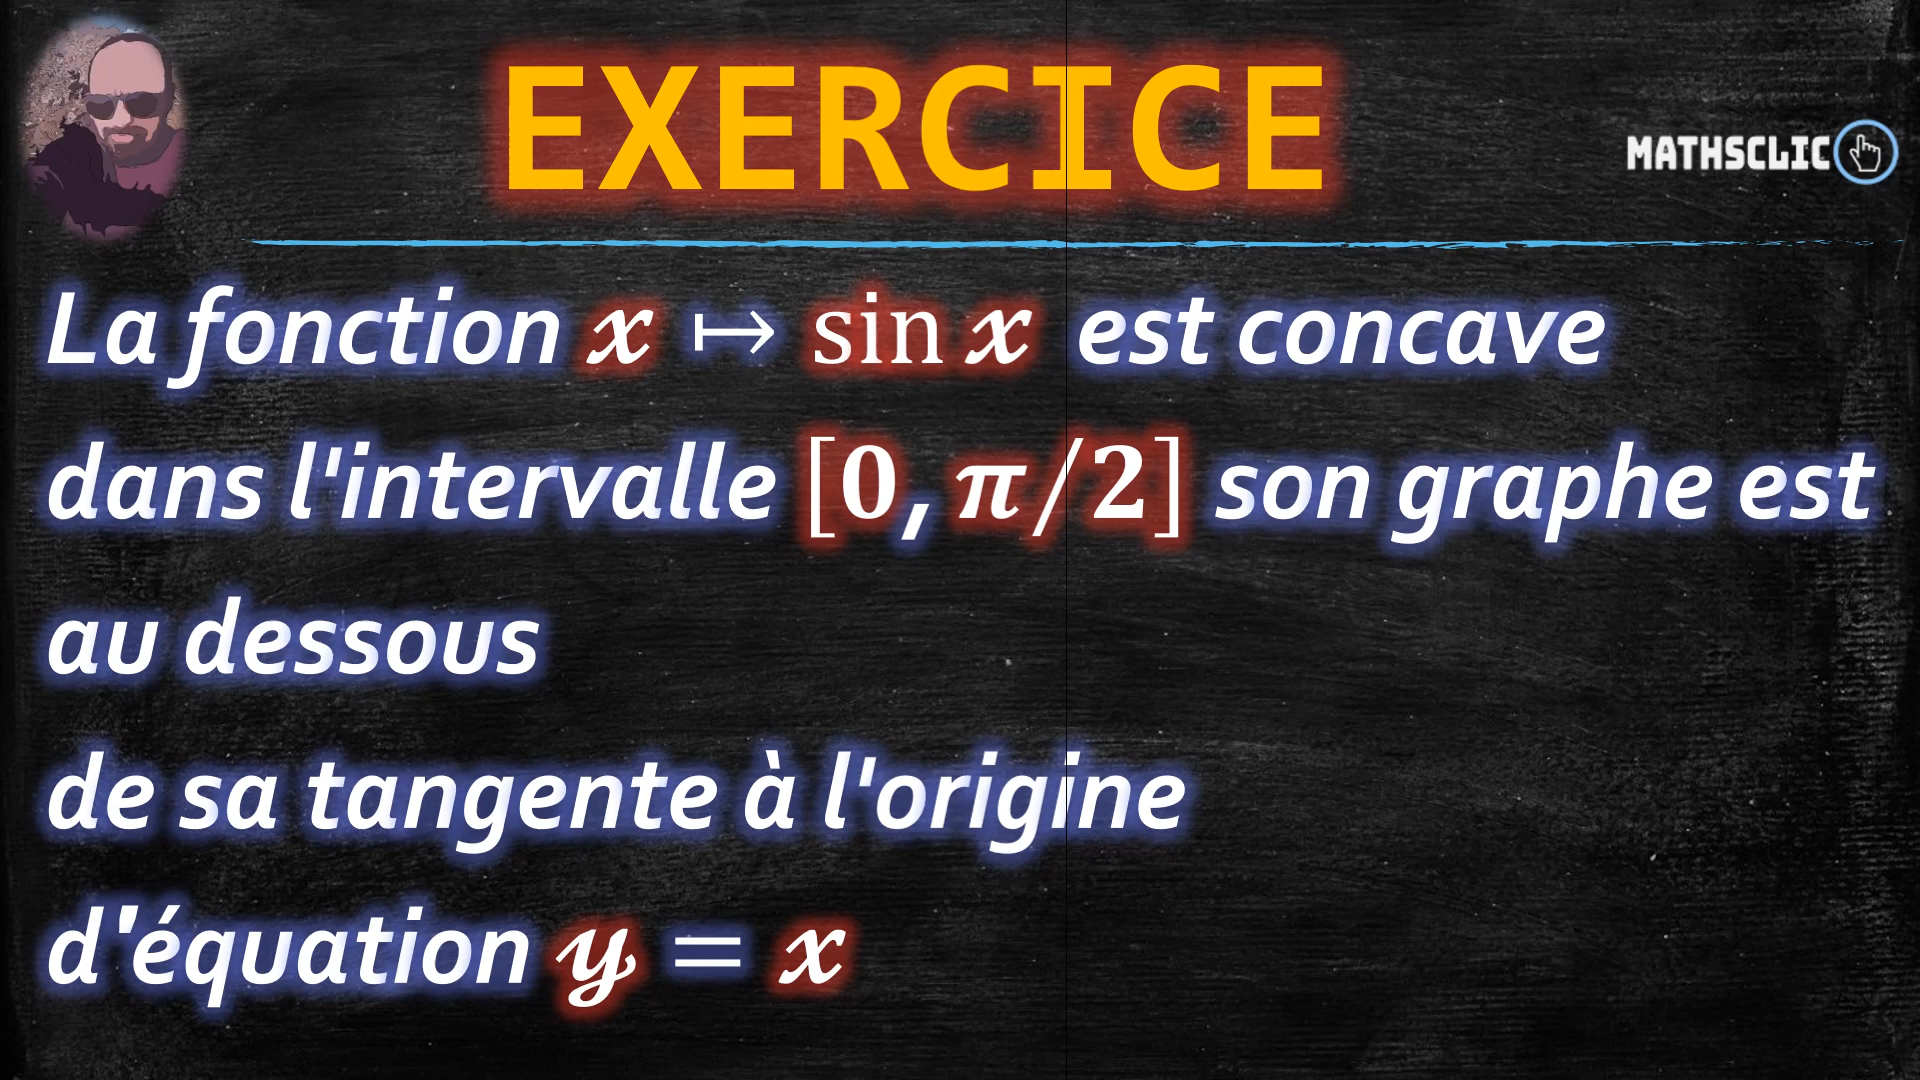 EXERCICE
MATHSCLIC
La fonction x ↦ sin x est concave
dans l'intervalle [0, π/2] son graphe est
au dessous
de sa tangente à l'origine
d'équation y = x